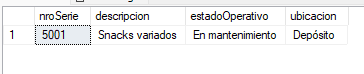 nroSerie descripcion estadoOperativo ubicacion
1 5001 Snacks variados En mantenimiento Depósito